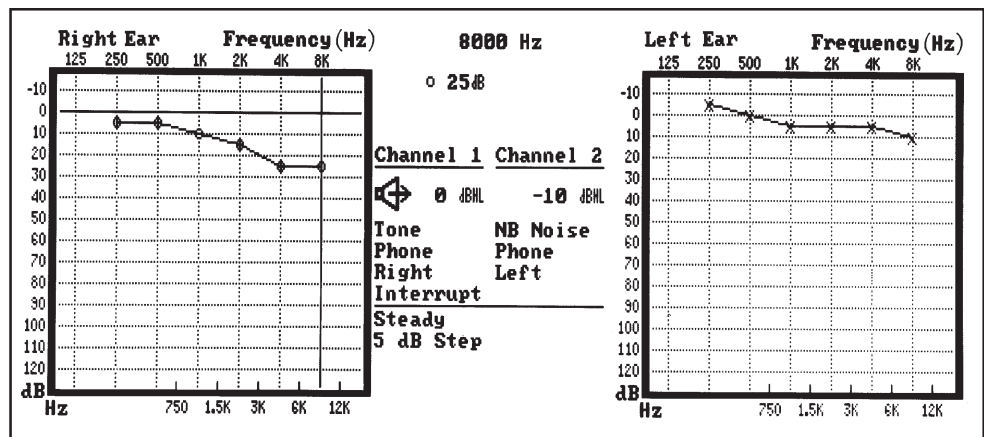 Right Ear Frequency (Hz)
125 250 500 1K 2K 4K 8K
-10
0
10
20
30
40
50
60
70
80
90
100
110
120
dB
Hz 750 1.5K 3K 6K 12K
8000 Hz
o 25dB
Channel 1 Channel 2
0 dBHL -10 dBHL
Tone NB Noise
Phone Phone
Right Left
Interrupt
Steady
5 dB Step
Left Ear Frequency (Hz)
125 250 500 1K 2K 4K 8K
-10
0
10
20
30
40
50
60
70
80
90
100
110
120
dB
Hz 750 1.5K 3K 6K 12K